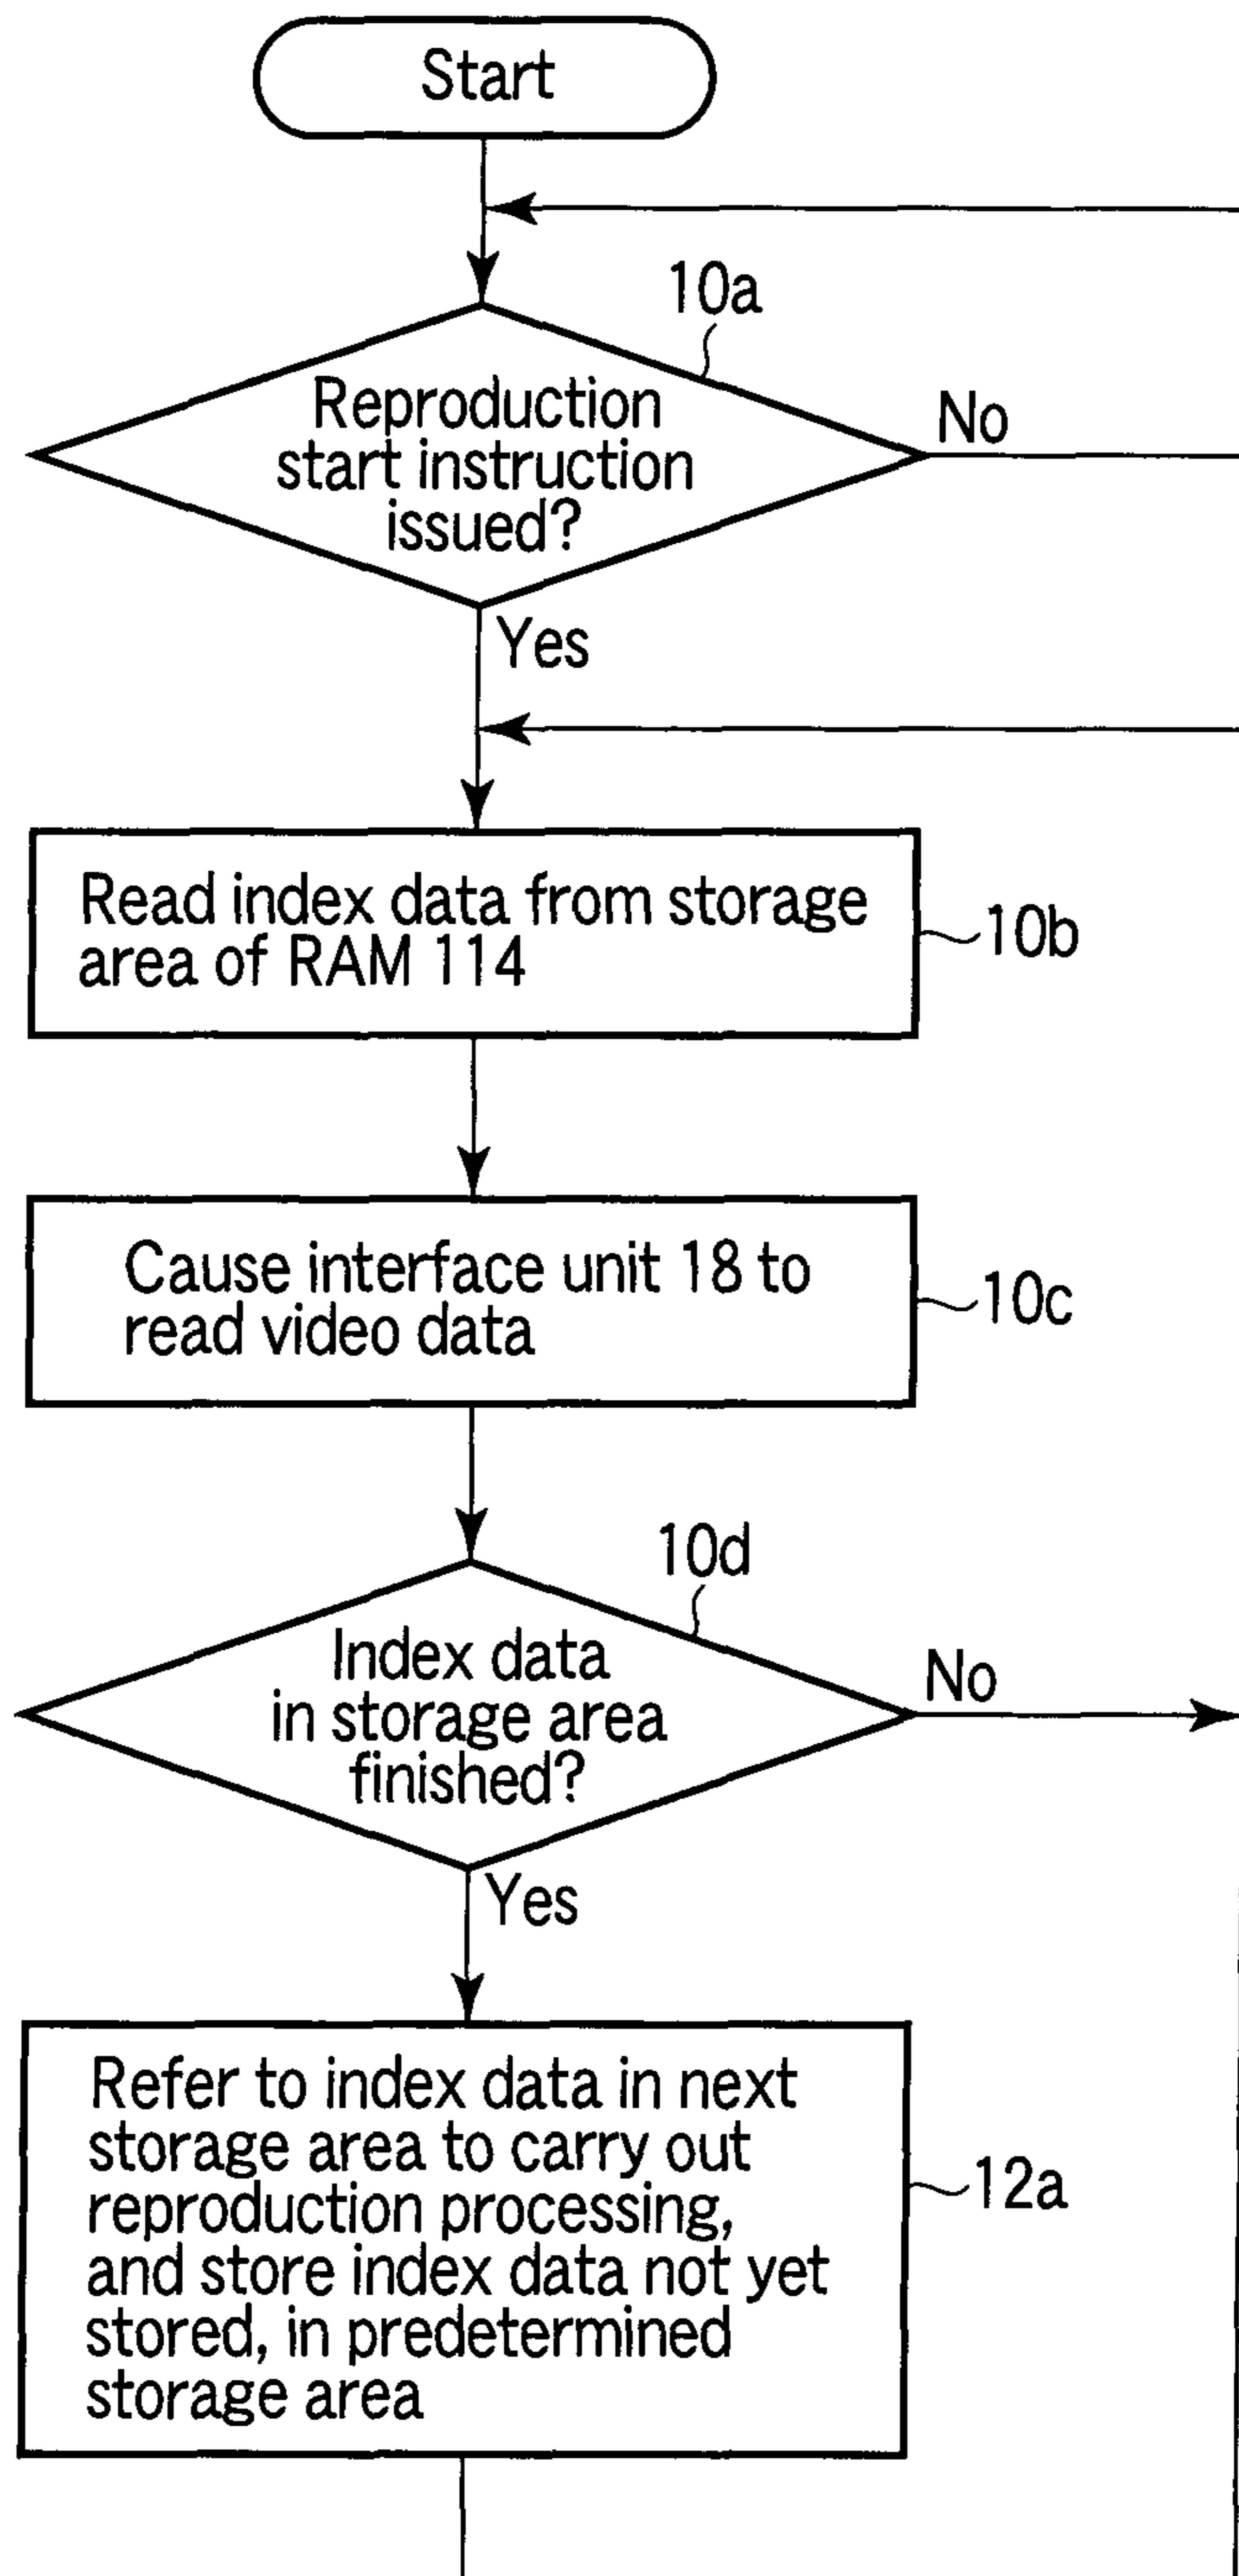 Start
10a
Reproduction
start instruction
issued?
No
Yes
Read index data from storage
area of RAM 114
10b
Cause interface unit 18 to
read video data
10c
10d
Index data
in storage area
finished?
No
Yes
Refer to index data in next
storage area to carry out
reproduction processing,
and store index data not yet
stored, in predetermined
storage area
12a